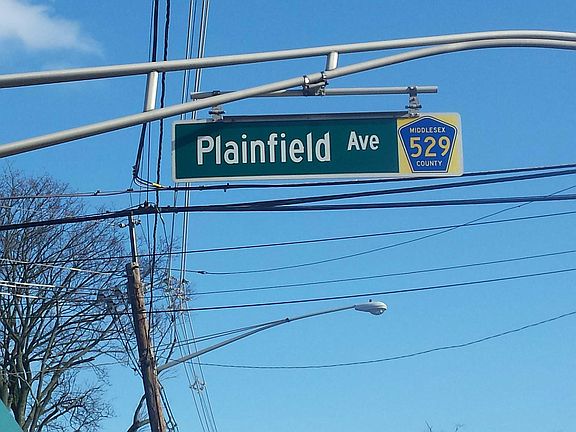 Plainfield Ave
MIDDLESEX
529
COUNTY